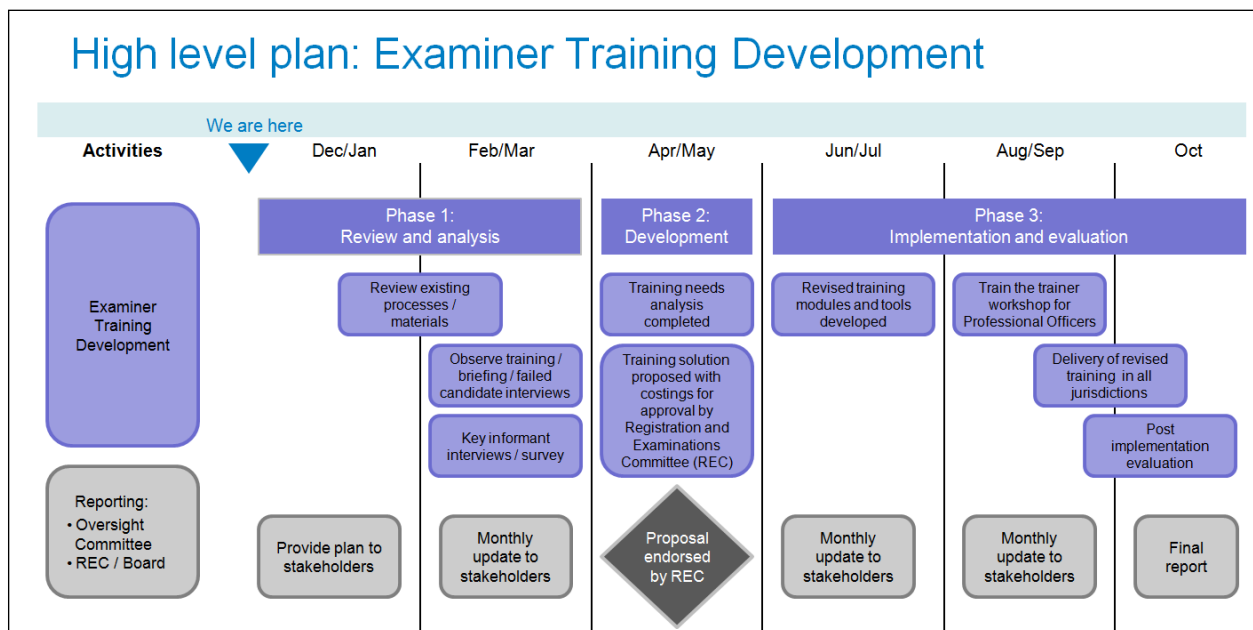 High level plan: Examiner Training Development
We are here
Activities
Dec/Jan
Feb/Mar
Apr/May
Jun/Jul
Aug/Sep
Oct
Phase 1:
Review and analysis
Phase 2:
Development
Phase 3:
Implementation and evaluation
Examiner
Training
Development
Review existing
processes /
materials
Training needs
analysis
completed
Revised training
modules and tools
developed
Train the trainer
workshop for
Professional Officers
Observe training /
briefing / failed
candidate interviews
Training solution
proposed with
costings for
approval by
Registration and
Examinations
Committee (REC)
Delivery of revised
training in all
jurisdictions
Key informant
interviews / survey
Post
implementation
evaluation
Reporting:
• Oversight
Committee
• REC / Board
Provide plan to
stakeholders
Monthly
update to
stakeholders
Proposal
endorsed
by REC
Monthly
update to
stakeholders
Monthly
update to
stakeholders
Final
report